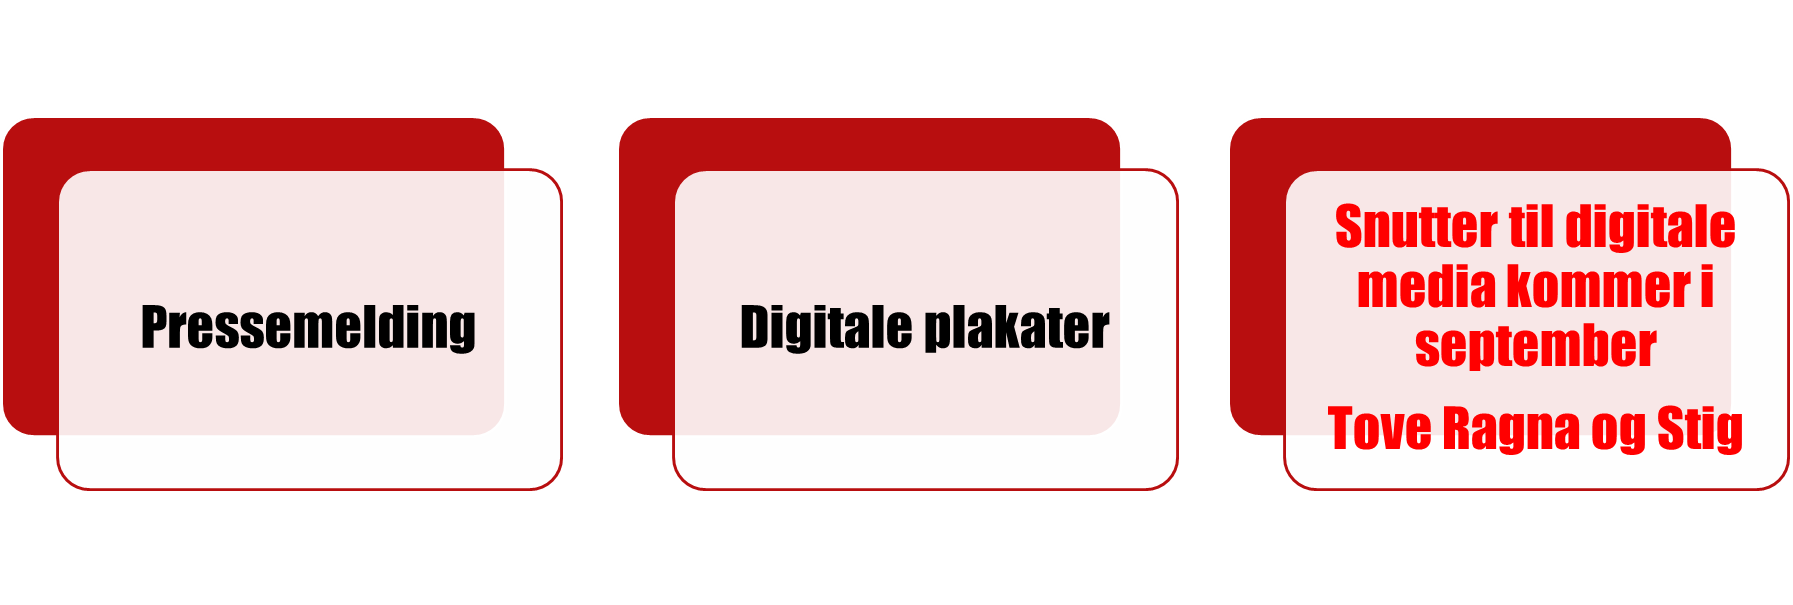 Pressemelding
Digitale plakater
Snutter til digitale
media kommer i
september
Tove Ragna og Stig